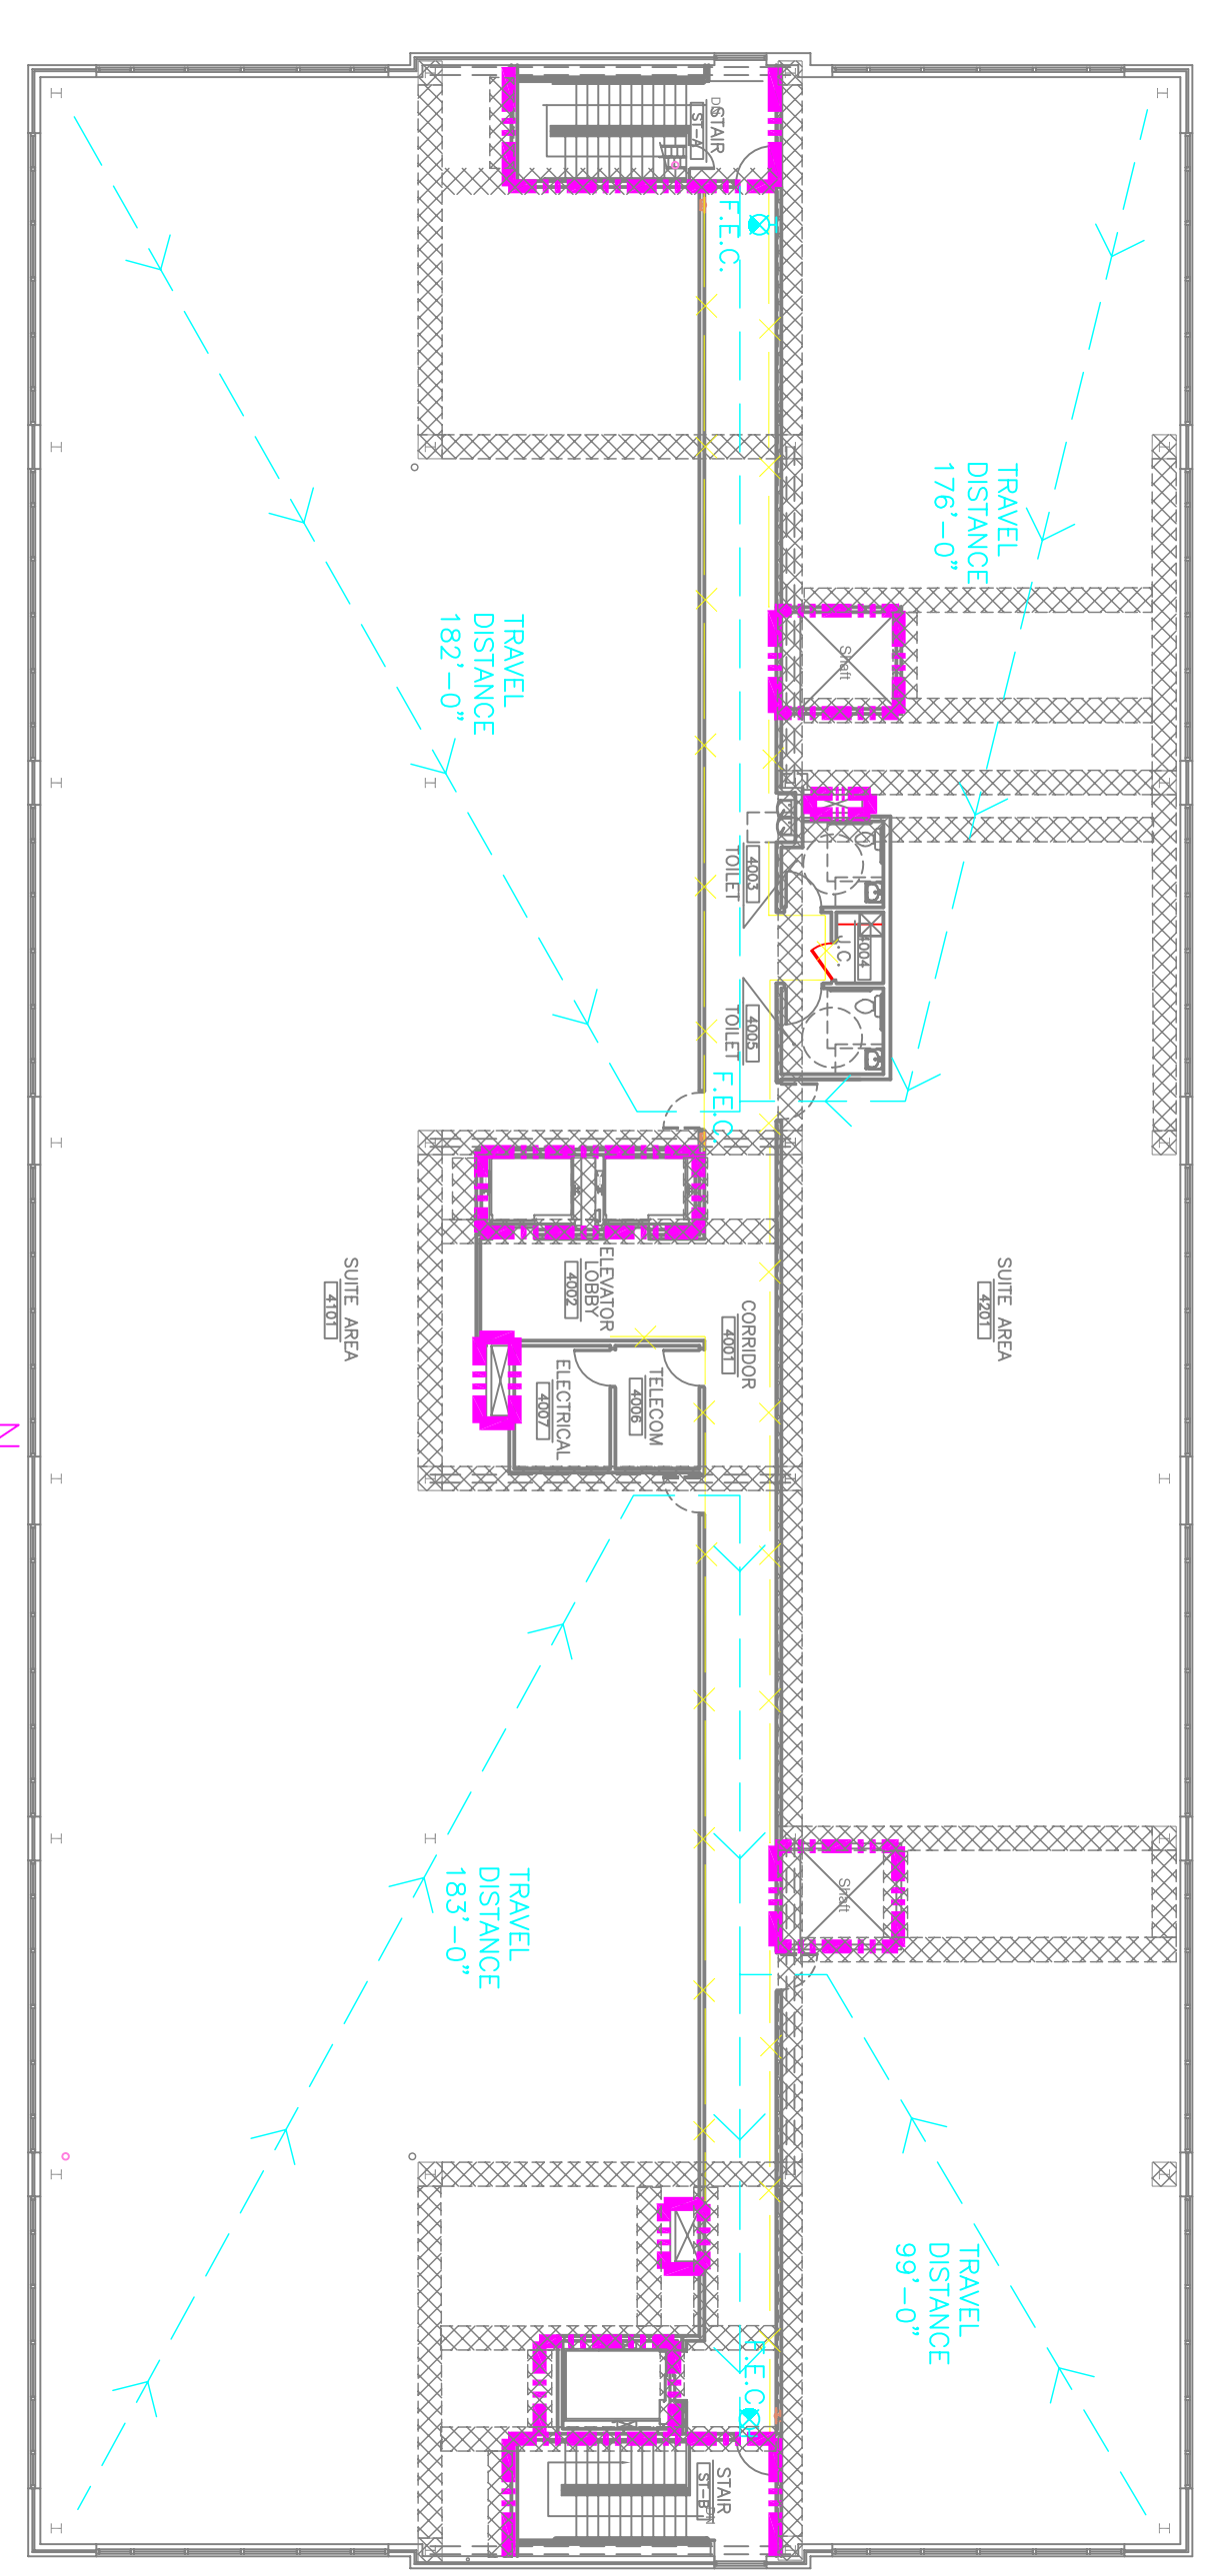 STAIR
ST-A
DN
F.E.C.
TRAVEL
DISTANCE
176'-0"
TRAVEL
DISTANCE
182'-0"
Shaft
4003
TOILET
4004
J.C.
4005
TOILET
F.E.C.
ELEVATOR
LOBBY
4002
CORRIDOR
4001
SUITE AREA
4201
SUITE AREA
4101
TELECOM
4006
ELECTRICAL
4007
N
Shaft
TRAVEL
DISTANCE
183'-0"
TRAVEL
DISTANCE
99'-0"
F.E.C.
STAIR
ST-B
DN